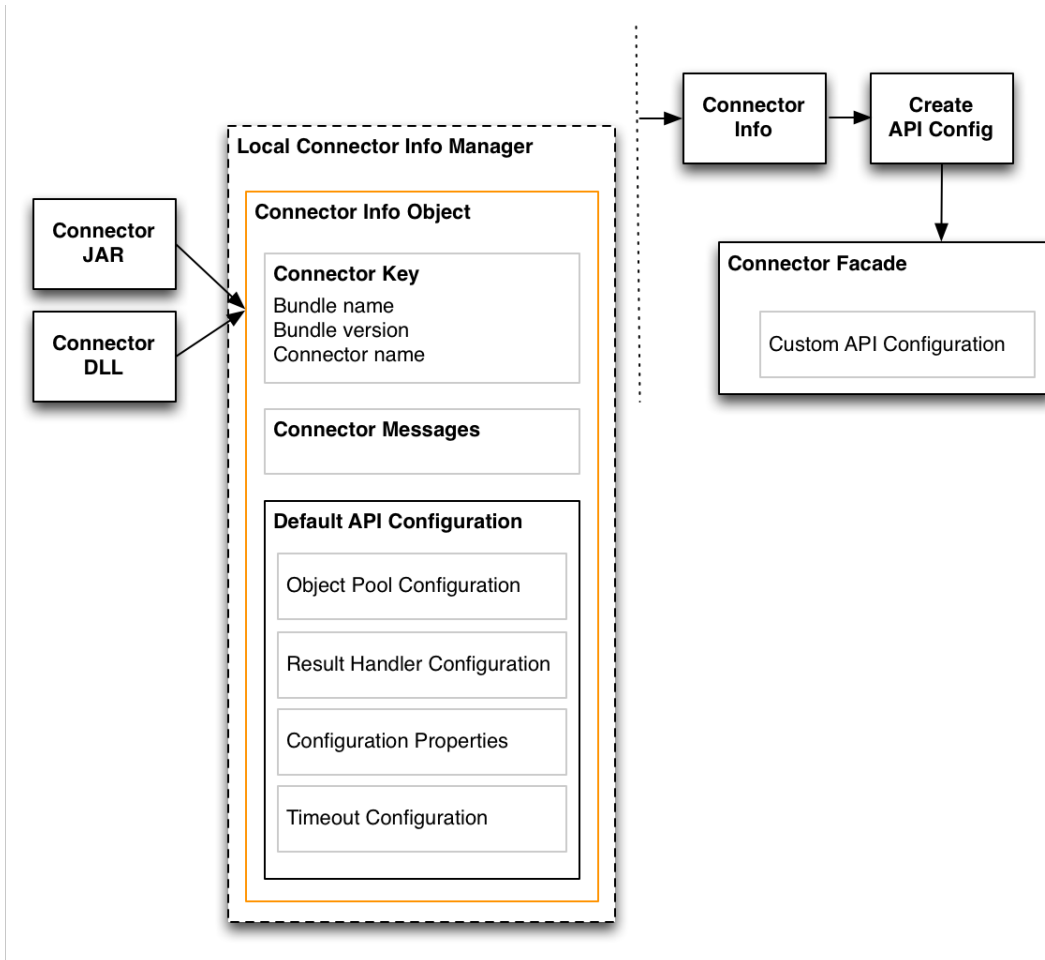 Connector
JAR
Connector
DLL
Local Connector Info Manager
Connector Info Object
Connector Key
Bundle name
Bundle version
Connector name
Connector Messages
Default API Configuration
Object Pool Configuration
Result Handler Configuration
Configuration Properties
Timeout Configuration
Connector
Info
Create
API Config
Connector Facade
Custom API Configuration